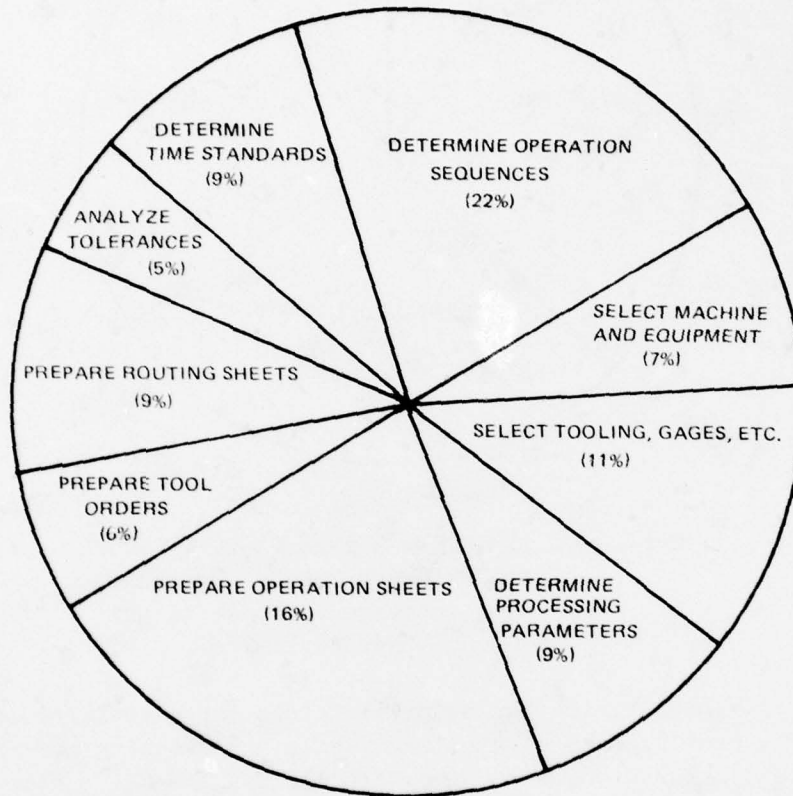 DETERMINE
TIME STANDARDS
(9%)
DETERMINE OPERATION
SEQUENCES
(22%)
ANALYZE
TOLERANCES
(5%)
SELECT MACHINE
AND EQUIPMENT
(7%)
PREPARE ROUTING SHEETS
(9%)
SELECT TOOLING, GAGES, ETC.
(11%)
PREPARE TOOL
ORDERS
(6%)
PREPARE OPERATION SHEETS
(16%)
DETERMINE
PROCESSING
PARAMETERS
(9%)